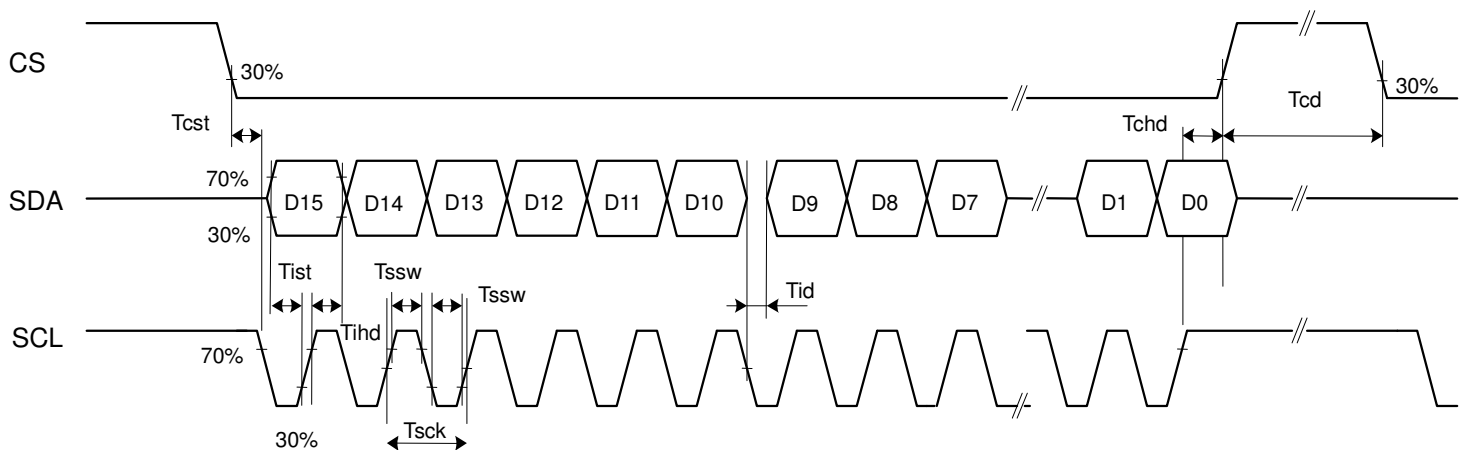 CS
30%
30%
Tcst
Tchd
Tcd
SDA
70%
30%
D15
D14
D13
D12
D11
D10
D9
D8
D7
D1
D0
Tist
Tssw
Tssw
Tid
Tihd
SCL
70%
30%
Tsck